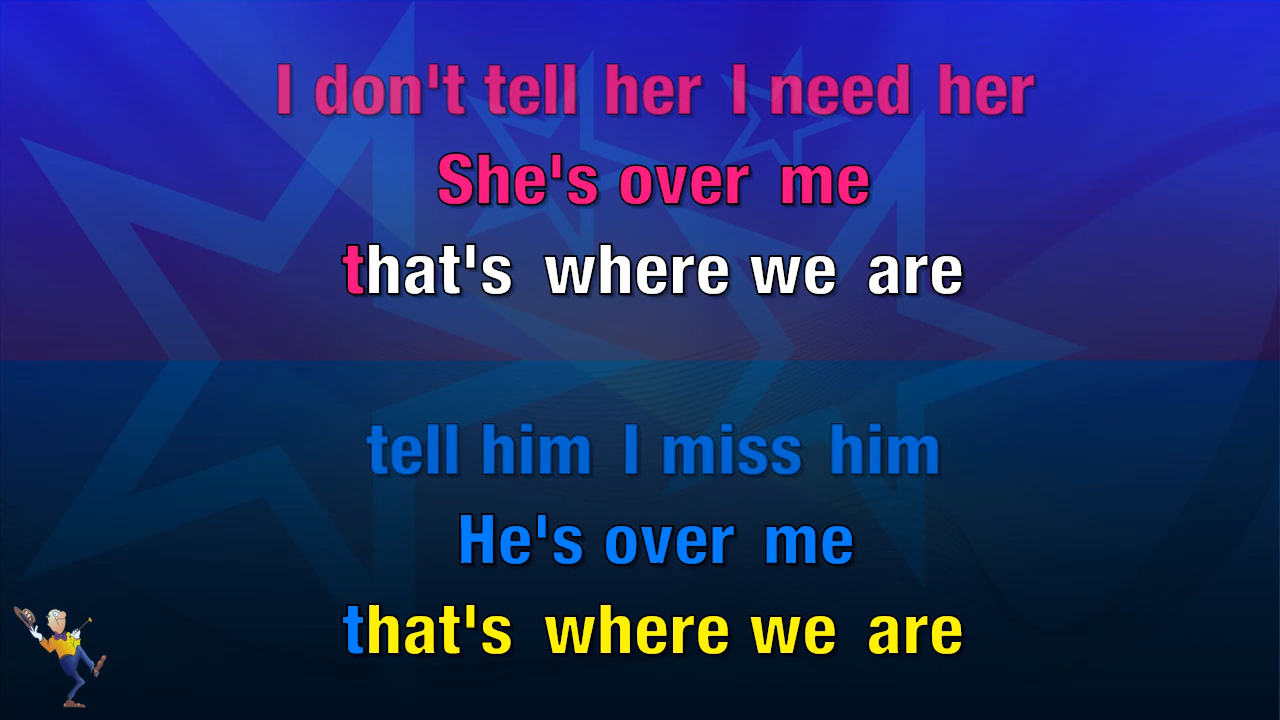 I don't tell her I need her
She's over me
that's where we are
tell him I miss him
He's over me
that's where we are